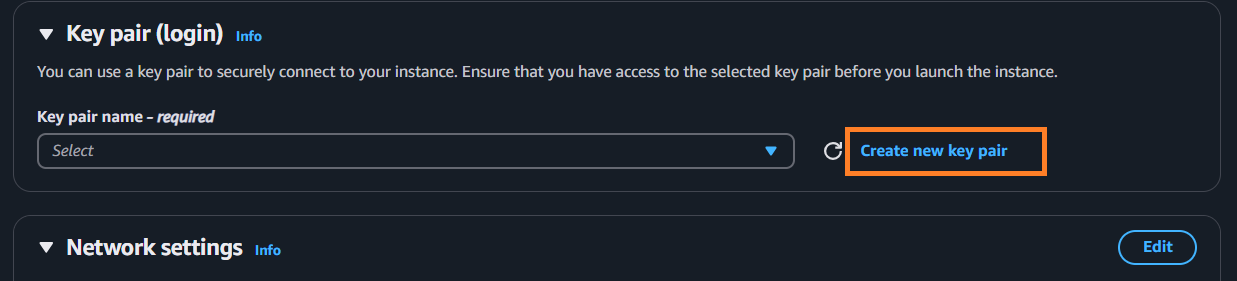 Key pair (login) Info
You can use a key pair to securely connect to your instance. Ensure that you have access to the selected key pair before you launch the instance.
Key pair name - required
Select
Create new key pair
Network settings Info
Edit